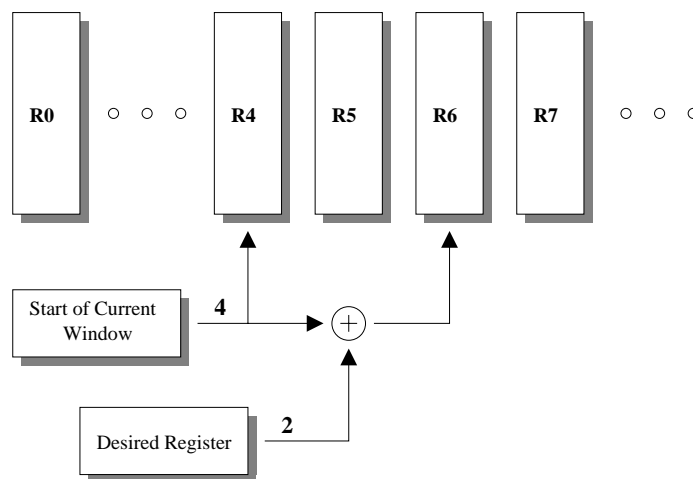 R0
R4
R5
R6
R7
Start of Current
Window
4
Desired Register
2